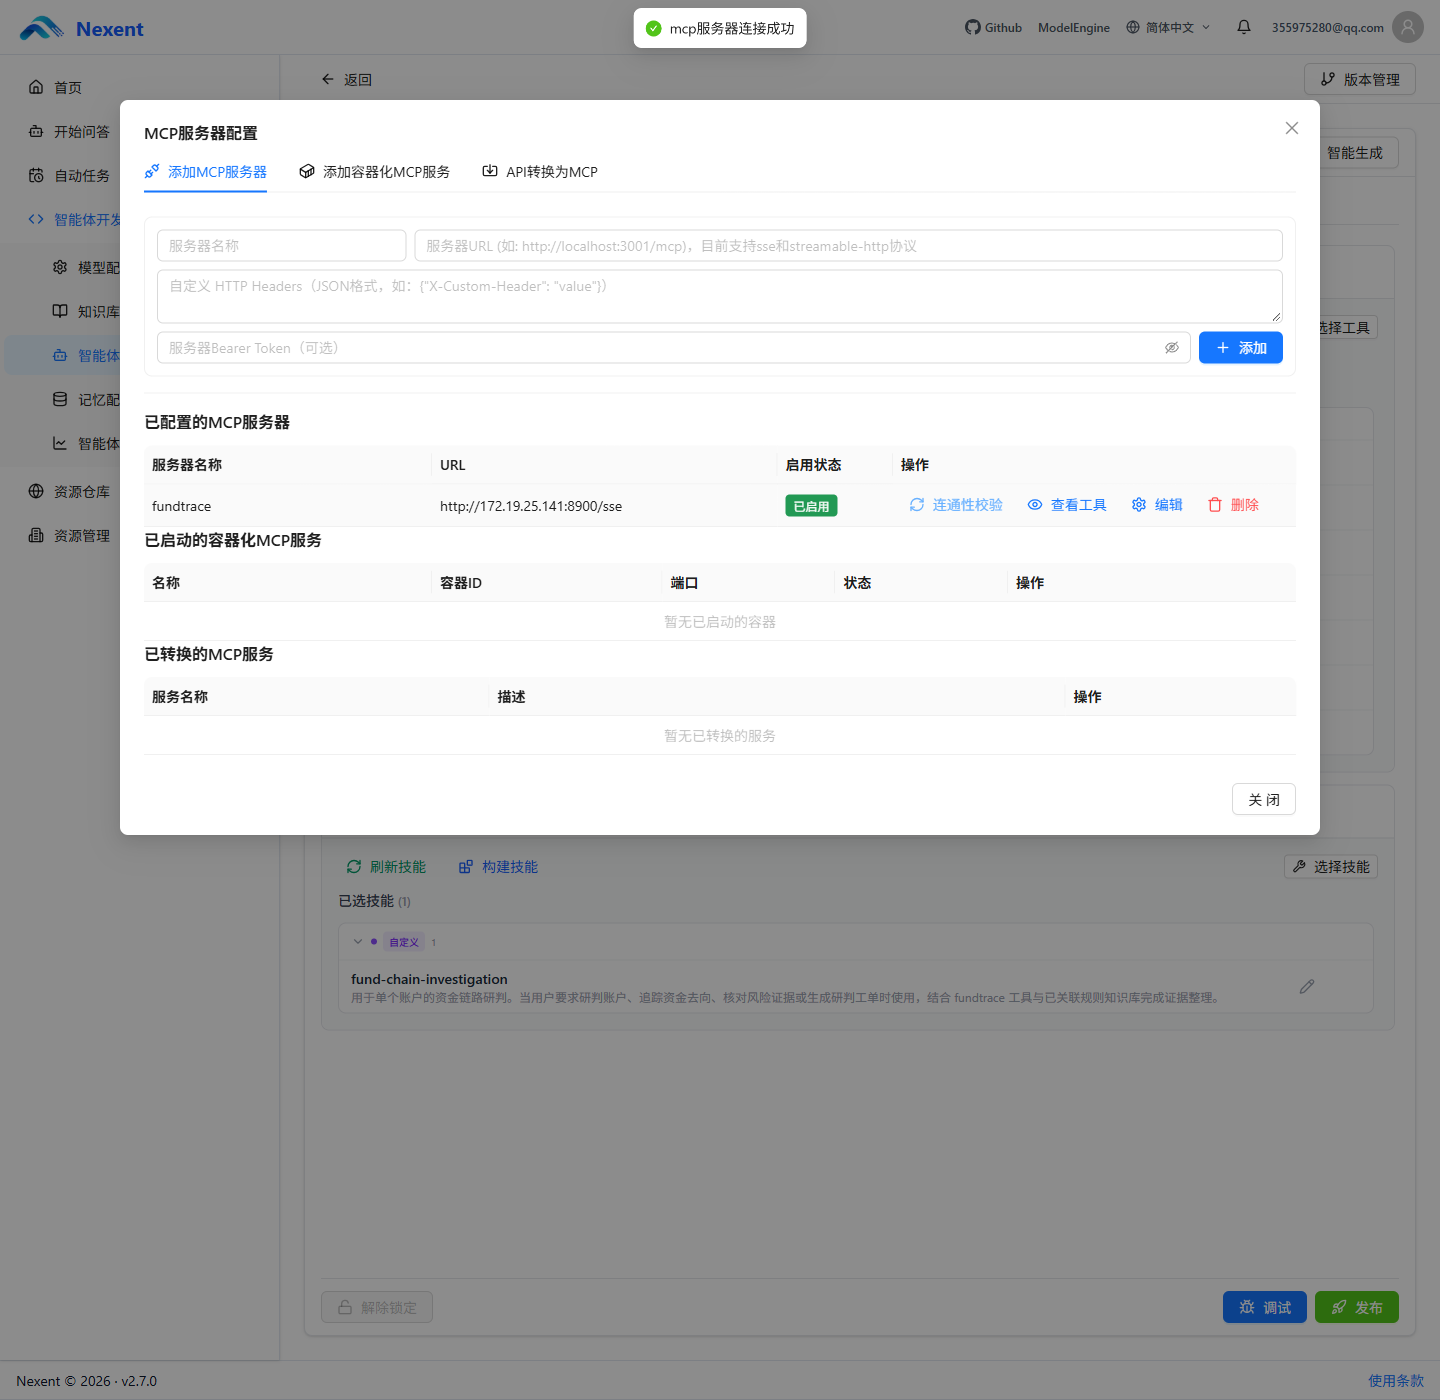 Nexent
mcp服务器连接成功
Github
ModelEngine
简体中文
355975280@qq.com
首页
开始问答
自动任务
智能体开发
模型配
知识库
智能体
记忆配
智能体
资源仓库
资源管理
返回
版本管理
智能生成
选择工具
MCP服务器配置
添加MCP服务器
添加容器化MCP服务
API转换为MCP
服务器名称
服务器URL (如: http://localhost:3001/mcp)，目前支持sse和streamable-http协议
自定义 HTTP Headers（JSON格式，如：{"X-Custom-Header": "value"}）
服务器Bearer Token（可选）
添加
已配置的MCP服务器
服务器名称 URL 启用状态 操作
fundtrace http://172.19.25.141:8900/sse 已启用 连通性校验 查看工具 编辑 删除
已启动的容器化MCP服务
名称 容器ID 端口 状态 操作
暂无已启动的容器
已转换的MCP服务
服务名称 描述 操作
暂无已转换的服务
关 闭
刷新技能
构建技能
选择技能
已选技能 (1)
自定义 1
fund-chain-investigation
用于单个账户的资金链路研判。当用户要求研判账户、追踪资金去向、核对风险证据或生成研判工单时使用，结合 fundtrace 工具与已关联规则知识库完成证据整理。
解除锁定
调试
发布
Nexent © 2026 · v2.7.0
使用条款